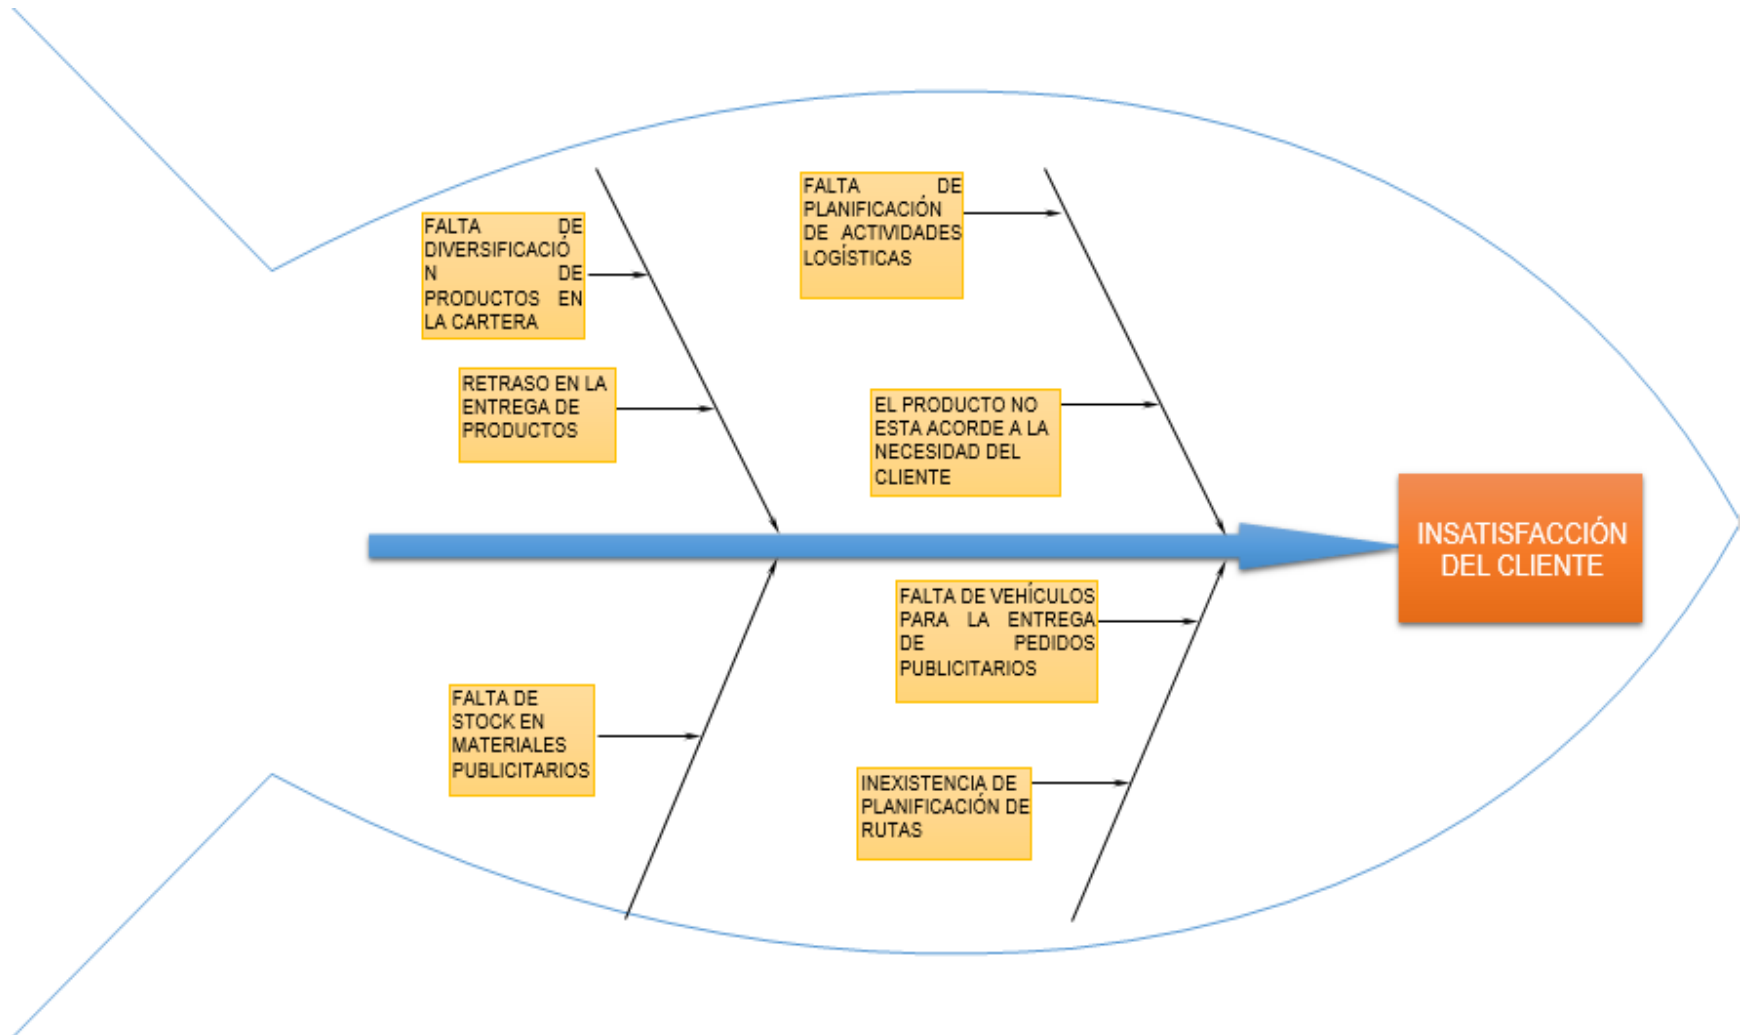 FALTA DE
DIVERSIFICACIÓ
N DE
PRODUCTOS EN
LA CARTERA
RETRASO EN LA
ENTREGA DE
PRODUCTOS
FALTA DE
PLANIFICACIÓN
DE ACTIVIDADES
LOGÍSTICAS
EL PRODUCTO NO
ESTA ACORDE A LA
NECESIDAD DEL
CLIENTE
INSATISFACCIÓN
DEL CLIENTE
FALTA DE
STOCK EN
MATERIALES
PUBLICITARIOS
FALTA DE VEHÍCULOS
PARA LA ENTREGA
DE PEDIDOS
PUBLICITARIOS
INEXISTENCIA DE
PLANIFICACIÓN DE
RUTAS